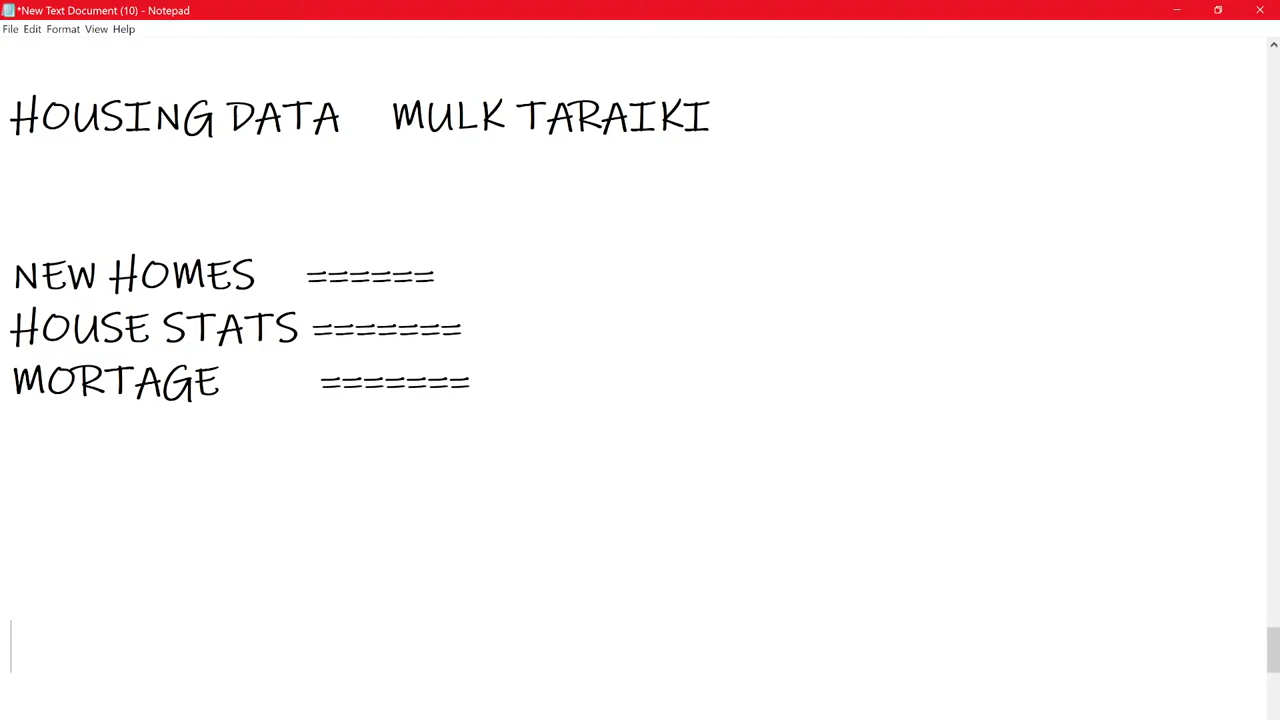 *New Text Document (10) - Notepad
File Edit Format View Help
HOUSING DATA MULK TARAIKI
NEW HOMES ======
HOUSE STATS =======
MORTAGE =======